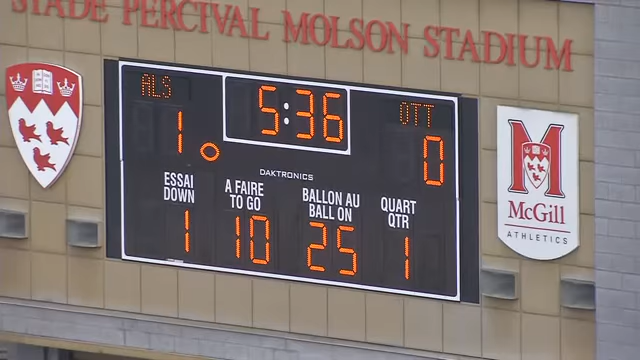 STADE PERCIVAL MOLSON STADIUM
ALS 5:36 OTT
1 0
DAKTRONICS
ESSAI DOWN
A FAIRE TO GO
BALLON AU BALL ON
QUART QTR
1 10 25 1
M
McGill
ATHLETICS